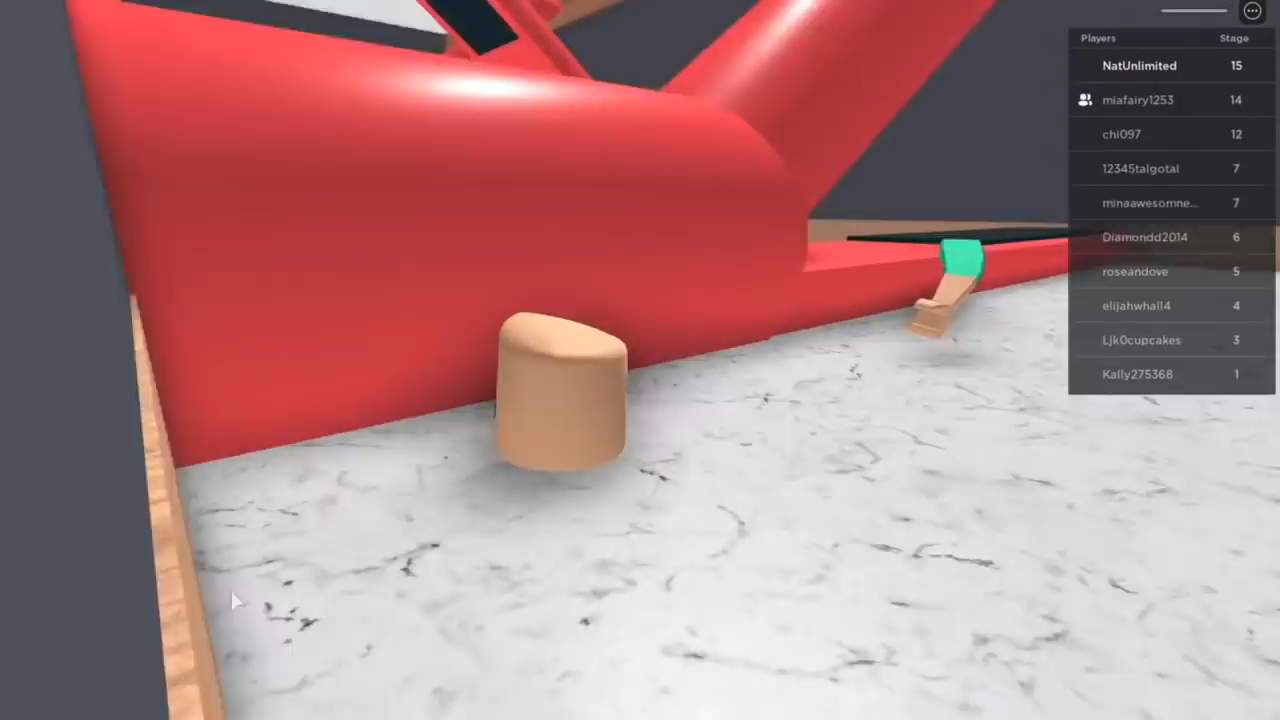 Players Stage
NatUnlimited 15
miafairy1253 14
chi097 12
12345talgotal 7
minaawesomne... 7
Diamondd2014 6
roseandove 5
elijahwhall4 4
Ljk0cupcakes 3
Kally275368 1